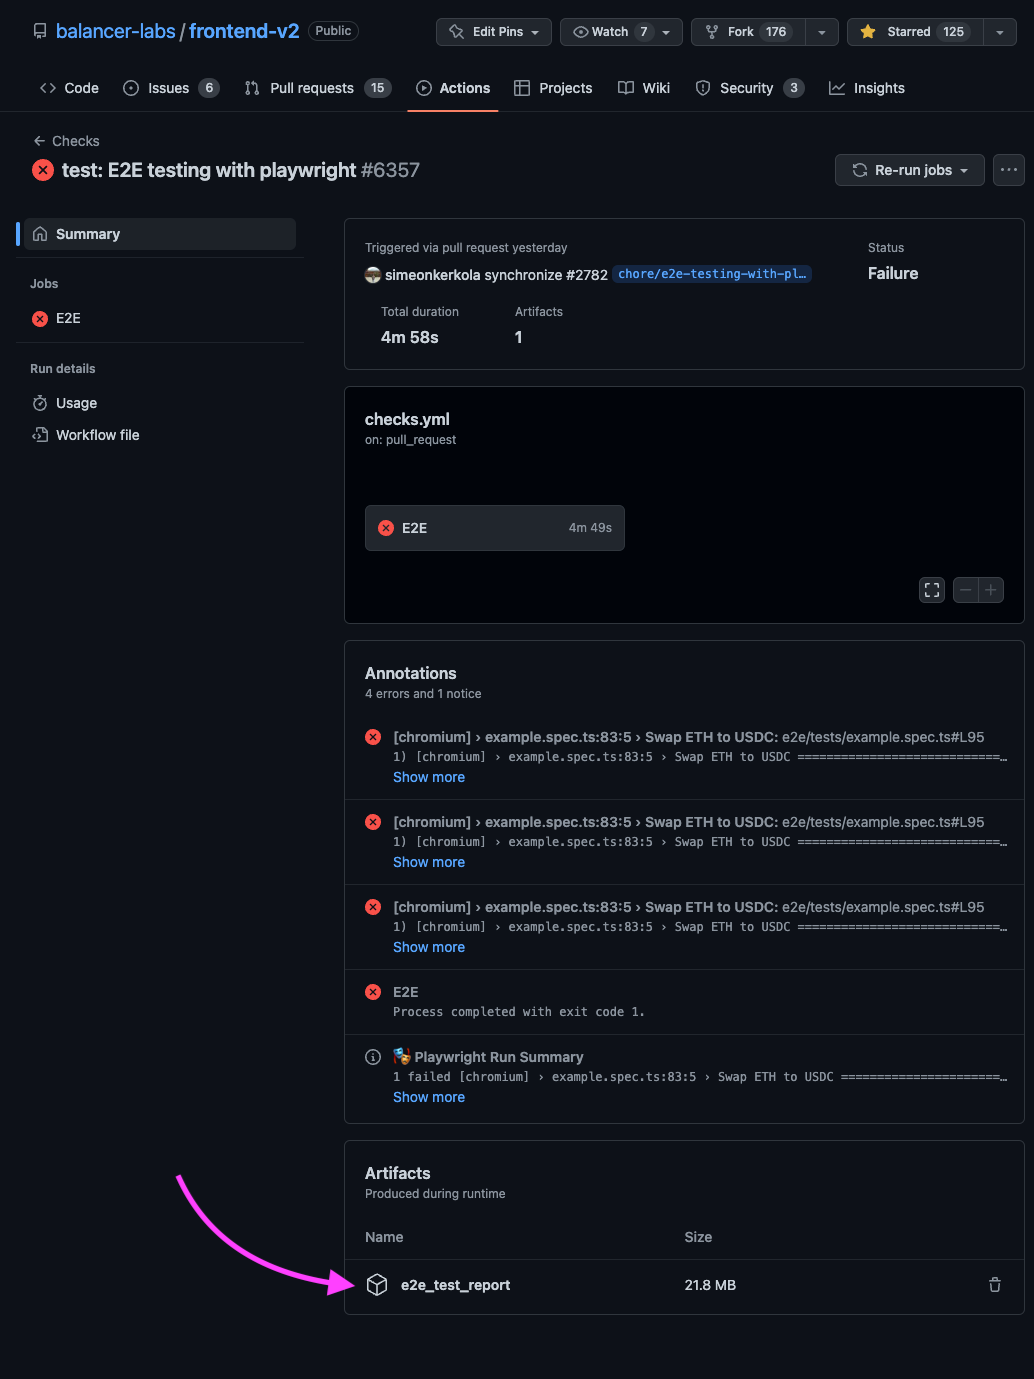 balancer-labs / frontend-v2 Public
Edit Pins
Watch 7
Fork 176
Starred 125
Code
Issues 6
Pull requests 15
Actions
Projects
Wiki
Security 3
Insights
Checks
test: E2E testing with playwright #6357
Re-run jobs
Summary
Jobs
E2E
Run details
Usage
Workflow file
Triggered via pull request yesterday
simeonkerkola synchronize #2782 chore/e2e-testing-with-pl…
Status
Failure
Total duration
4m 58s
Artifacts
1
checks.yml
on: pull_request
E2E 4m 49s
Annotations
4 errors and 1 notice
[chromium] › example.spec.ts:83:5 › Swap ETH to USDC: e2e/tests/example.spec.ts#L95
1) [chromium] › example.spec.ts:83:5 › Swap ETH to USDC ============================…
Show more
[chromium] › example.spec.ts:83:5 › Swap ETH to USDC: e2e/tests/example.spec.ts#L95
1) [chromium] › example.spec.ts:83:5 › Swap ETH to USDC ============================…
Show more
[chromium] › example.spec.ts:83:5 › Swap ETH to USDC: e2e/tests/example.spec.ts#L95
1) [chromium] › example.spec.ts:83:5 › Swap ETH to USDC ============================…
Show more
E2E
Process completed with exit code 1.
🎭 Playwright Run Summary
1 failed [chromium] › example.spec.ts:83:5 › Swap ETH to USDC ======================…
Show more
Artifacts
Produced during runtime
Name Size
e2e_test_report 21.8 MB